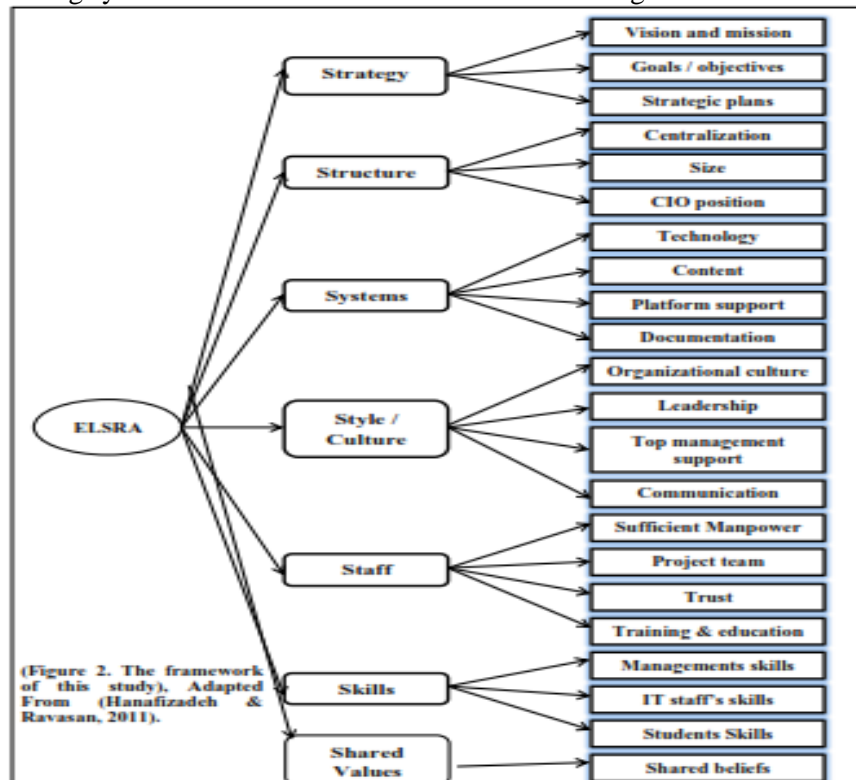 Vision and mission
Strategy
Goals / objectives
Strategic plans
Centralization
Structure
Size
CIO position
Technology
Systems
Content
Platform support
Documentation
Organizational culture
ELSRA
Style /
Culture
Leadership
Top management
support
Communication
Sufficient Manpower
Staff
Project team
Trust
Training & education
(Figure 2. The framework
of this study), Adapted
From (Hanafizadeh &
Ravasan, 2011).
Managements skills
Skills
IT staff's skills
Students Skills
Shared
Values
Shared beliefs